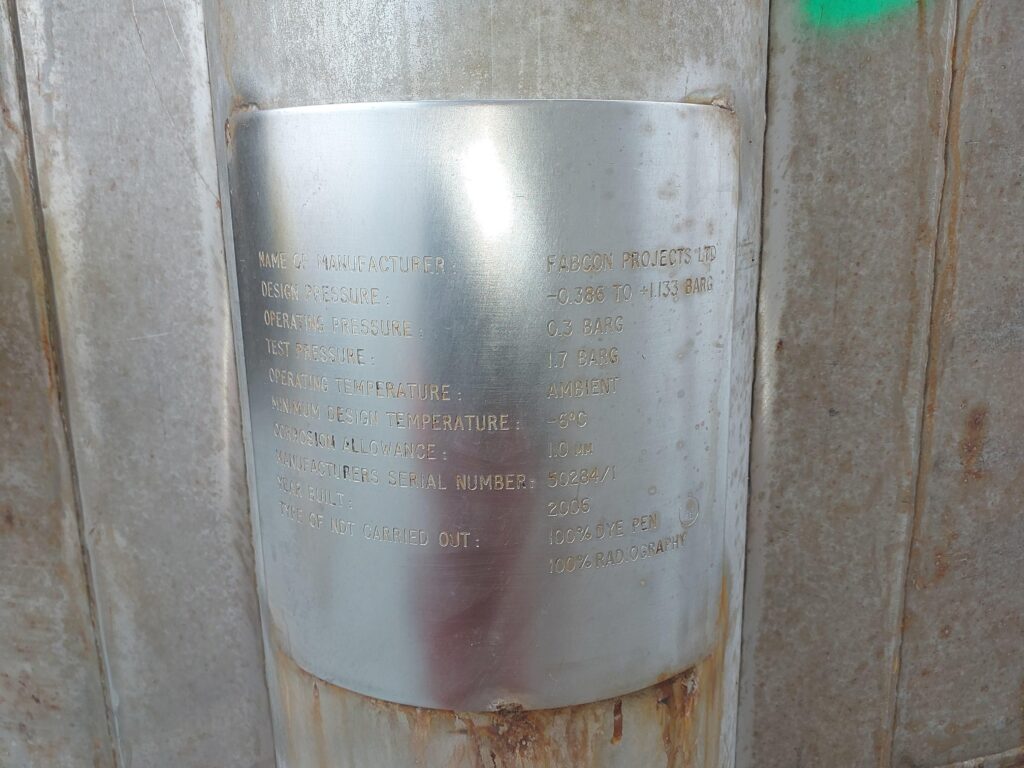 NAME OF MANUFACTURER : FABCON PROJECTS LTD
DESIGN PRESSURE : -0.386 TO +1.133 BARG
OPERATING PRESSURE : 0.3 BARG
TEST PRESSURE : 1.7 BARG
OPERATING TEMPERATURE : AMBIENT
MINIMUM DESIGN TEMPERATURE : -5°C
CORROSION ALLOWANCE : 1.0 MM
MANUFACTURERS SERIAL NUMBER : 50284/1
YEAR BUILT : 2006
TYPE OF NDT CARRIED OUT : 100% DYE PEN
100% RADIOGRAPHY